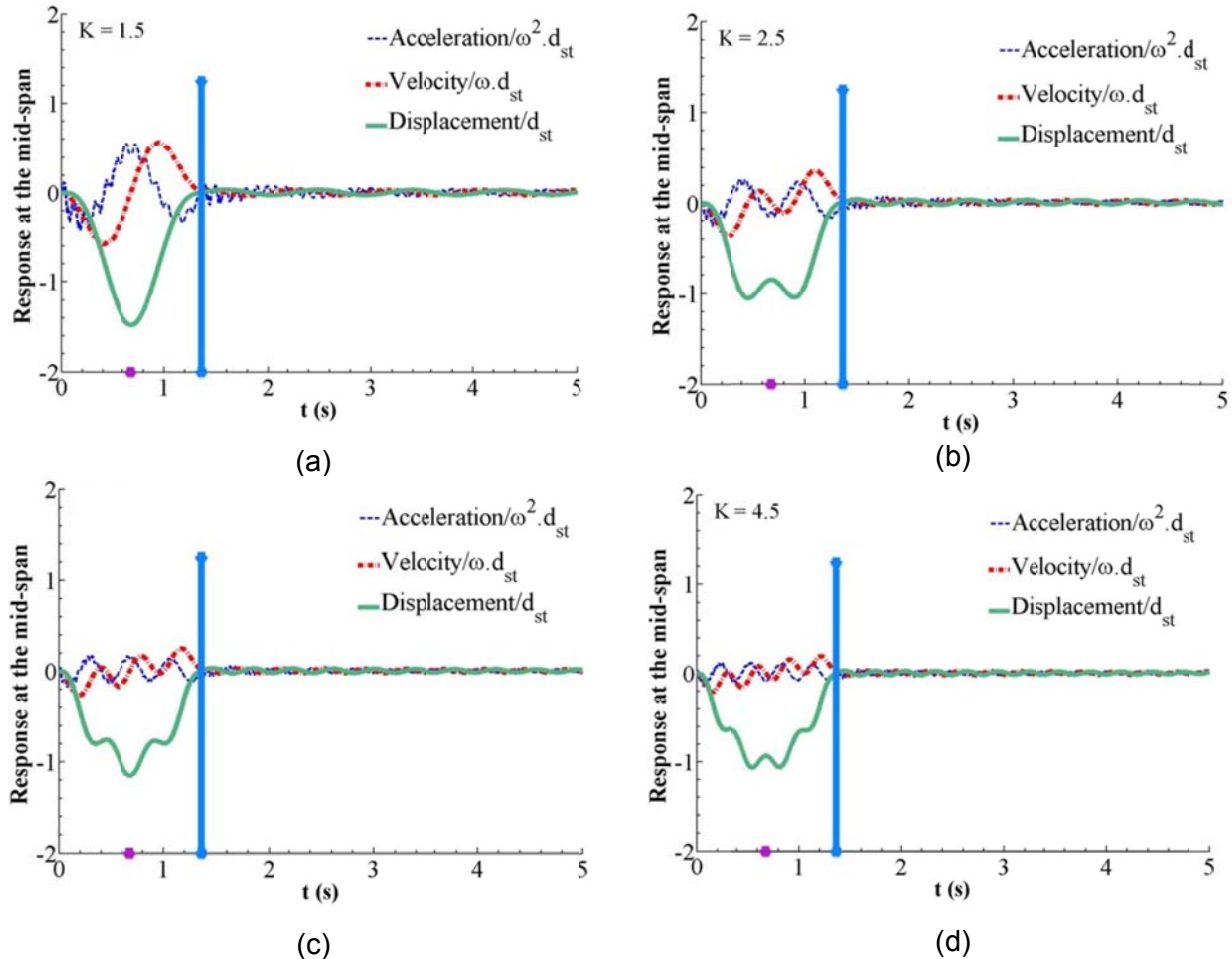 K = 1.5
Acceleration/ω².d_st
Velocity/ω.d_st
Displacement/d_st
Response at the mid-span
2
1
0
-1
-2
0 1 2 3 4 5
t (s)
(a)
K = 2.5
Acceleration/ω².d_st
Velocity/ω.d_st
Displacement/d_st
Response at the mid-span
2
1
0
-1
-2
0 1 2 3 4 5
t (s)
(b)
Acceleration/ω².d_st
Velocity/ω.d_st
Displacement/d_st
Response at the mid-span
2
1
0
-1
-2
0 1 2 3 4 5
t (s)
(c)
K = 4.5
Acceleration/ω².d_st
Velocity/ω.d_st
Displacement/d_st
Response at the mid-span
2
1
0
-1
-2
0 1 2 3 4 5
t (s)
(d)